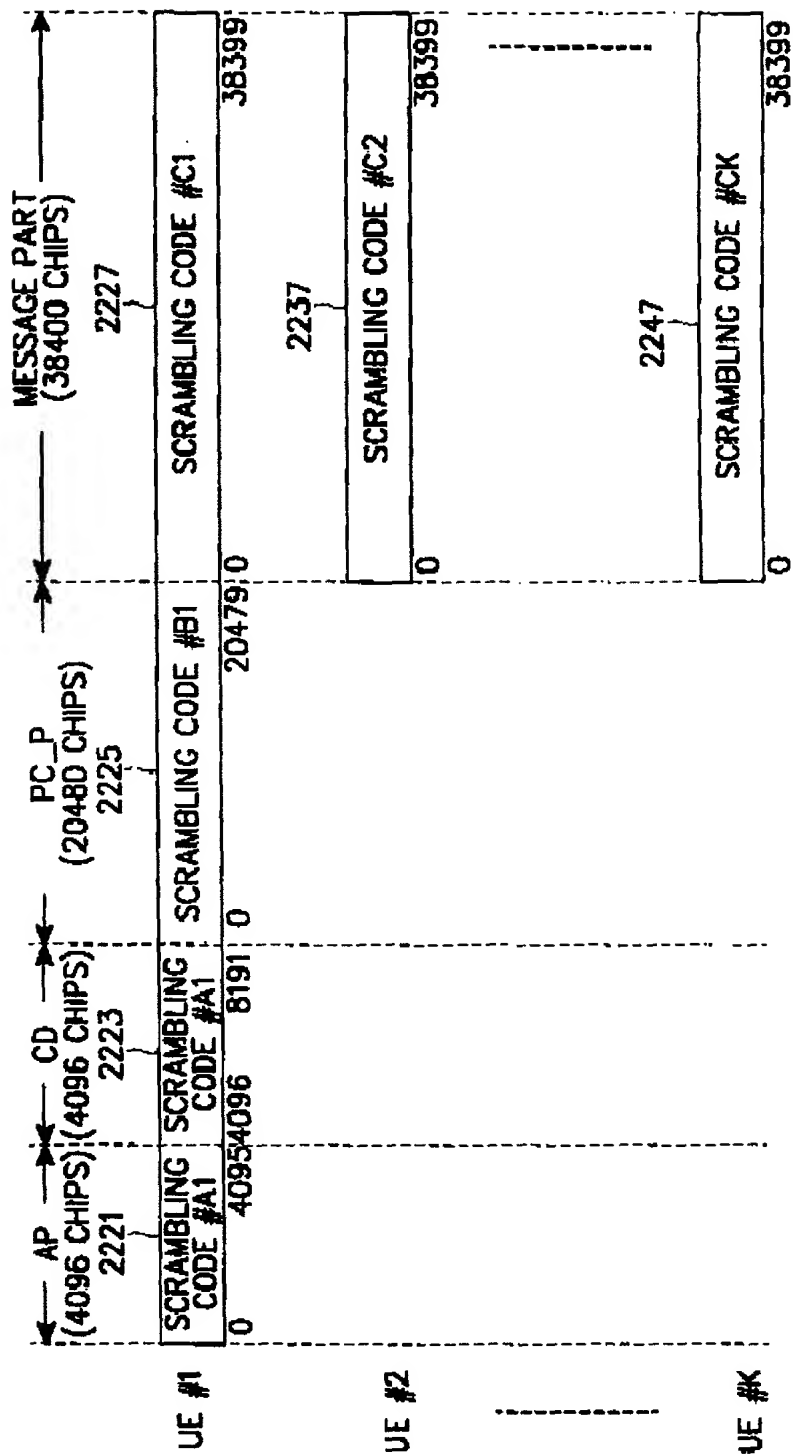 AP
(4096 CHIPS)
CD
(4096 CHIPS)
PC_P
(20480 CHIPS)
MESSAGE PART
(38400 CHIPS)
2221
2223
2225
2227
UE #1
SCRAMBLING
CODE #A1
SCRAMBLING
CODE #A1
SCRAMBLING CODE #B1
SCRAMBLING CODE #C1
0
4095
4096
8191
0
20479
0
38399
2237
UE #2
SCRAMBLING CODE #C2
0
38399
2247
UE #K
SCRAMBLING CODE #CK
0
38399